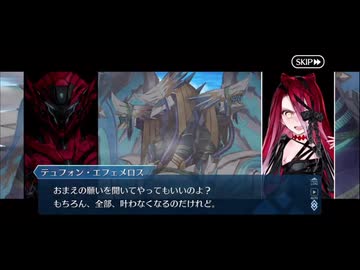 SKIP
テュフォン・エフェメロス
おまえの願いを聞いてやってもいいのよ？
もちろん、全部、叶わなくなるのだけれど。